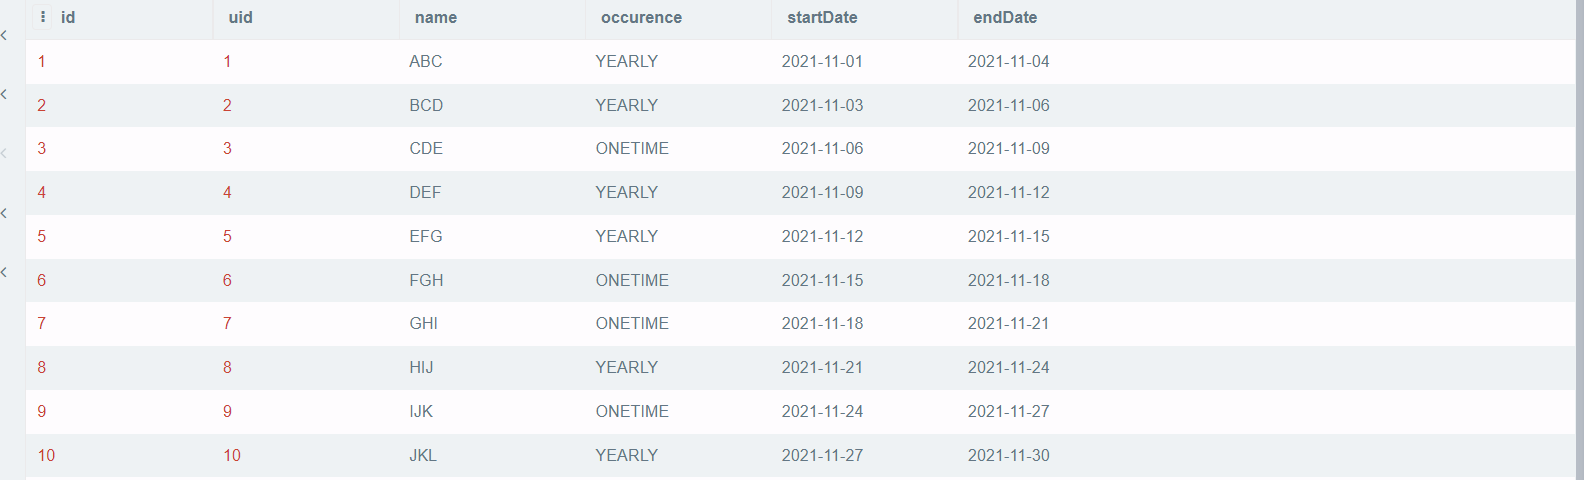 id uid name occurence startDate endDate
1 1 ABC YEARLY 2021-11-01 2021-11-04
2 2 BCD YEARLY 2021-11-03 2021-11-06
3 3 CDE ONETIME 2021-11-06 2021-11-09
4 4 DEF YEARLY 2021-11-09 2021-11-12
5 5 EFG YEARLY 2021-11-12 2021-11-15
6 6 FGH ONETIME 2021-11-15 2021-11-18
7 7 GHI ONETIME 2021-11-18 2021-11-21
8 8 HIJ YEARLY 2021-11-21 2021-11-24
9 9 IJK ONETIME 2021-11-24 2021-11-27
10 10 JKL YEARLY 2021-11-27 2021-11-30